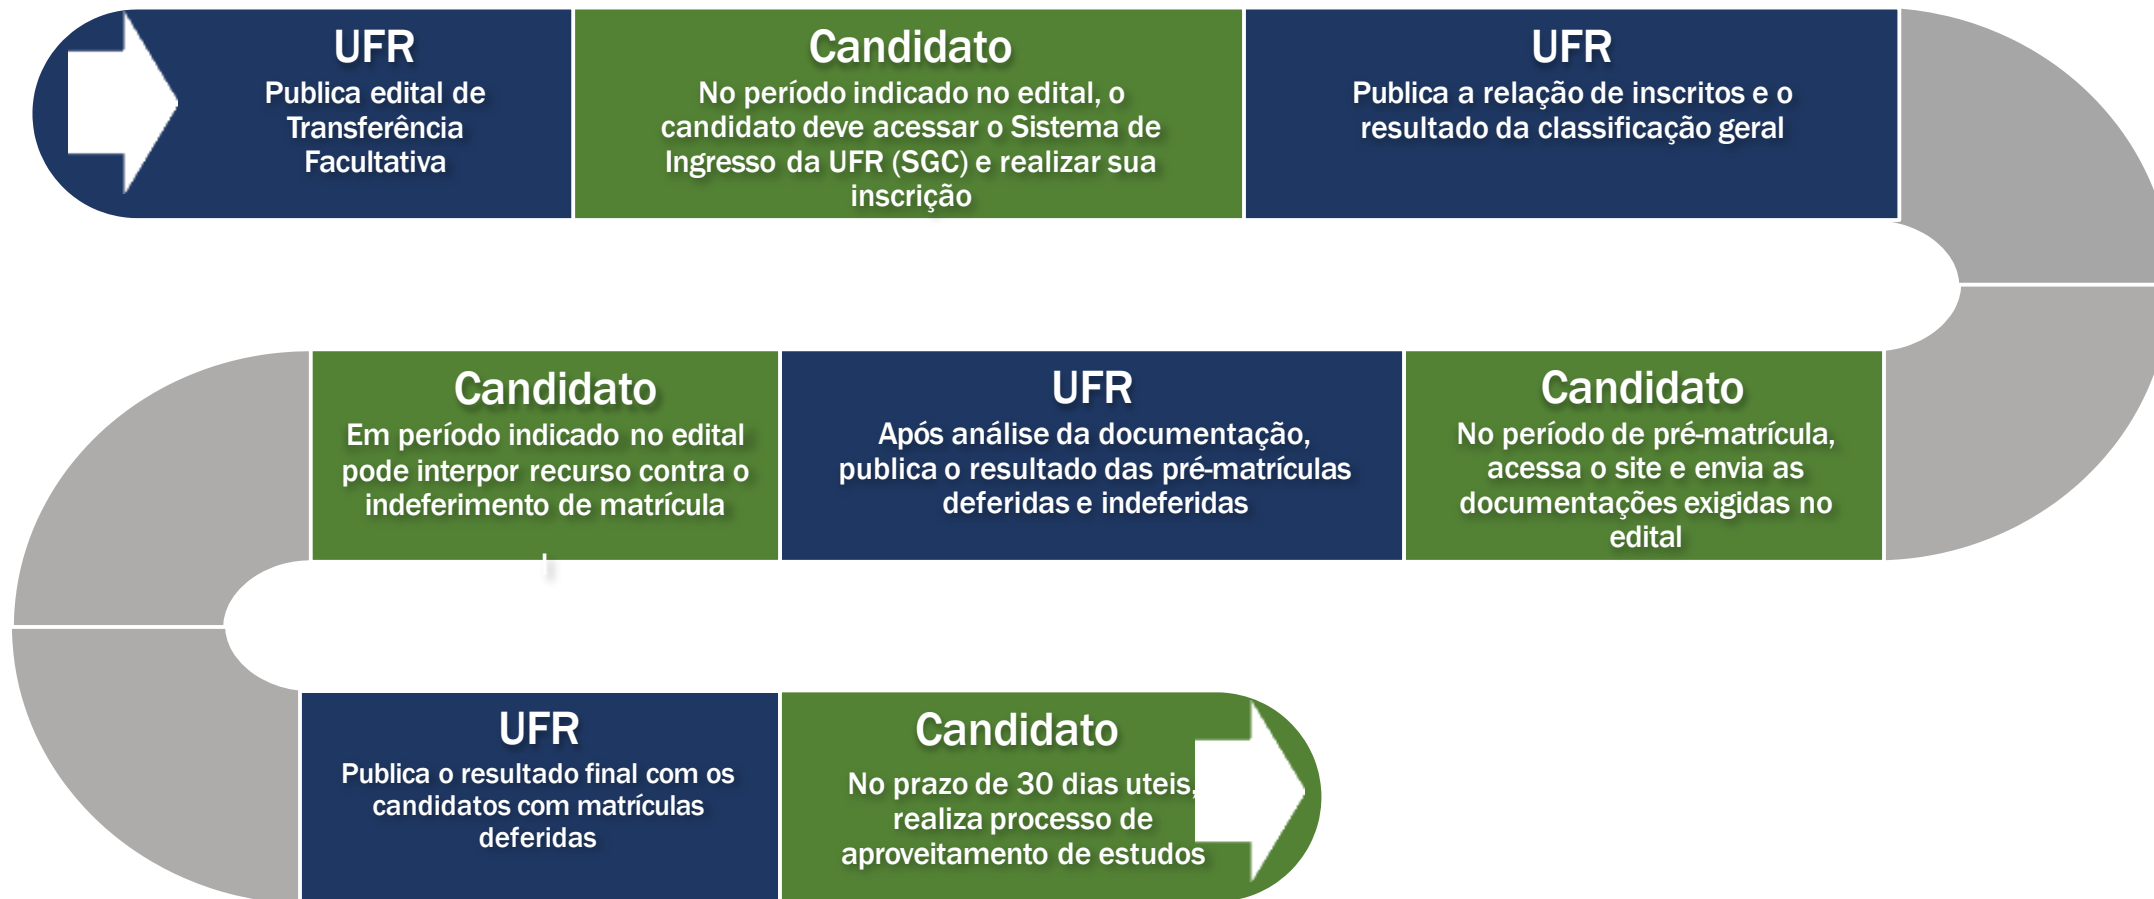 UFR
Publica edital de
Transferência
Facultativa
Candidato
No período indicado no edital, o
candidato deve acessar o Sistema de
Ingresso da UFR (SGC) e realizar sua
inscrição
UFR
Publica a relação de inscritos e o
resultado da classificação geral
Candidato
No período de pré-matrícula,
acessa o site e envia as
documentações exigidas no
edital
UFR
Após análise da documentação,
publica o resultado das pré-matrículas
deferidas e indeferidas
Candidato
Em período indicado no edital
pode interpor recurso contra o
indeferimento de matrícula
UFR
Publica o resultado final com os
candidatos com matrículas
deferidas
Candidato
No prazo de 30 dias uteis,
realiza processo de
aproveitamento de estudos